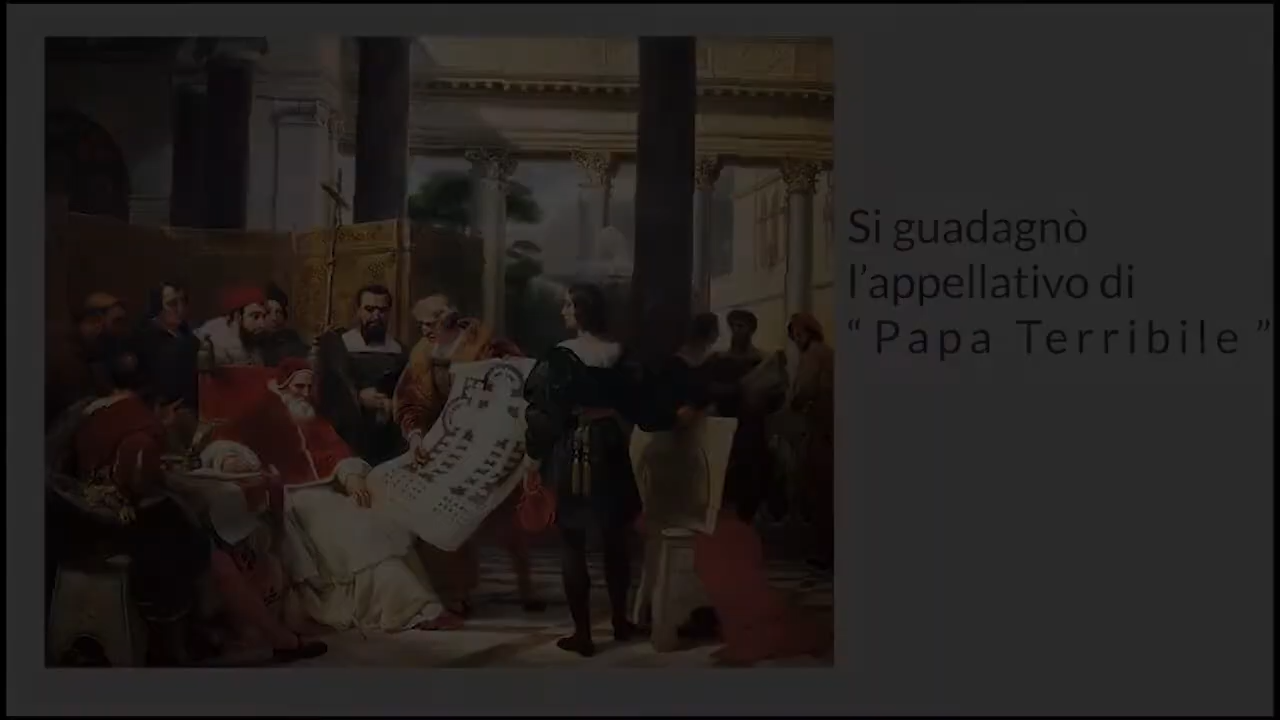 Si guadagnò
l’appellativo di
“ Papa Terribile ”